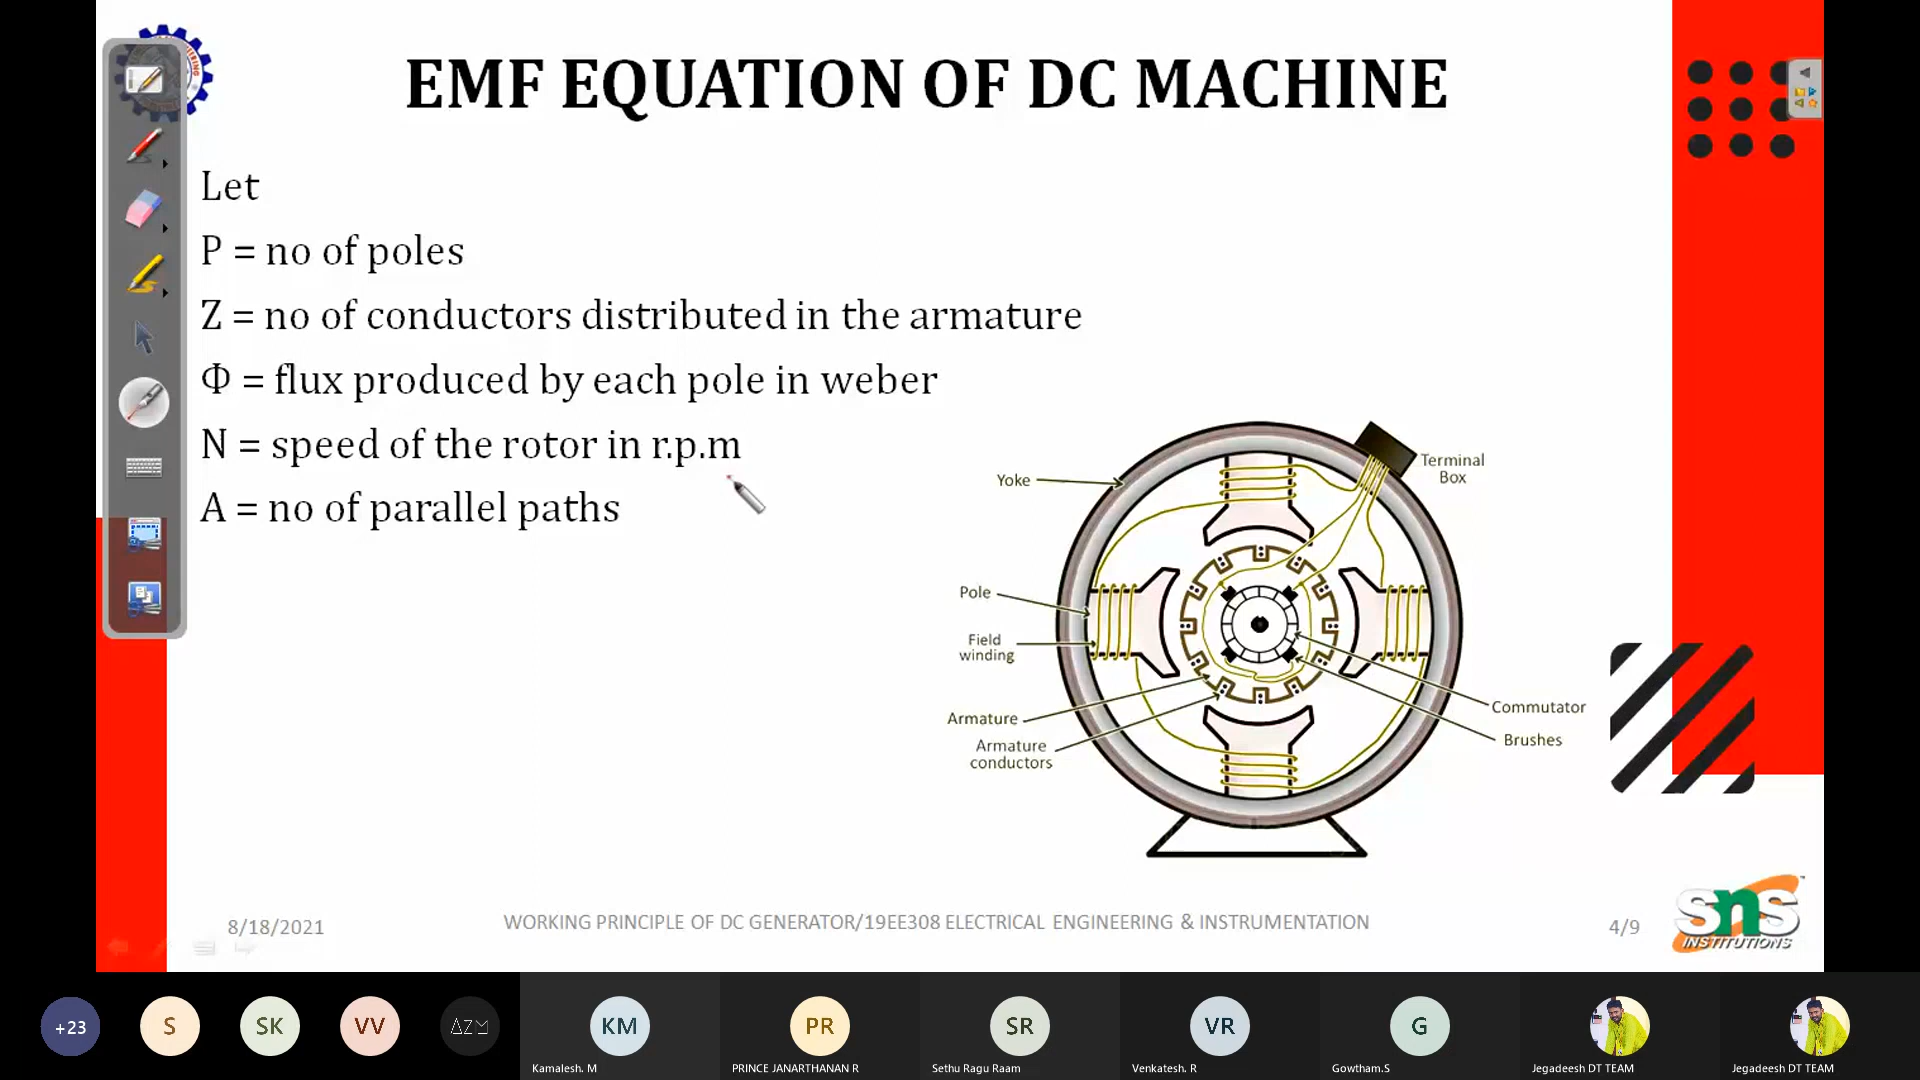 EMF EQUATION OF DC MACHINE
Let
P = no of poles
Z = no of conductors distributed in the armature
Φ = flux produced by each pole in weber
N = speed of the rotor in r.p.m
A = no of parallel paths
Yoke
Terminal
Box
Pole
Field
winding
Armature
Armature
conductors
Commutator
Brushes
8/18/2021
WORKING PRINCIPLE OF DC GENERATOR/19EE308 ELECTRICAL ENGINEERING & INSTRUMENTATION
4/9
sns
INSTITUTIONS
+23
S
SK
VV
KM
PR
SR
VR
G
Kamalesh. M
PRINCE JANARTHANAN R
Sethu Ragu Raam
Venkatesh. R
Gowtham.S
Jegadeesh DT TEAM
Jegadeesh DT TEAM